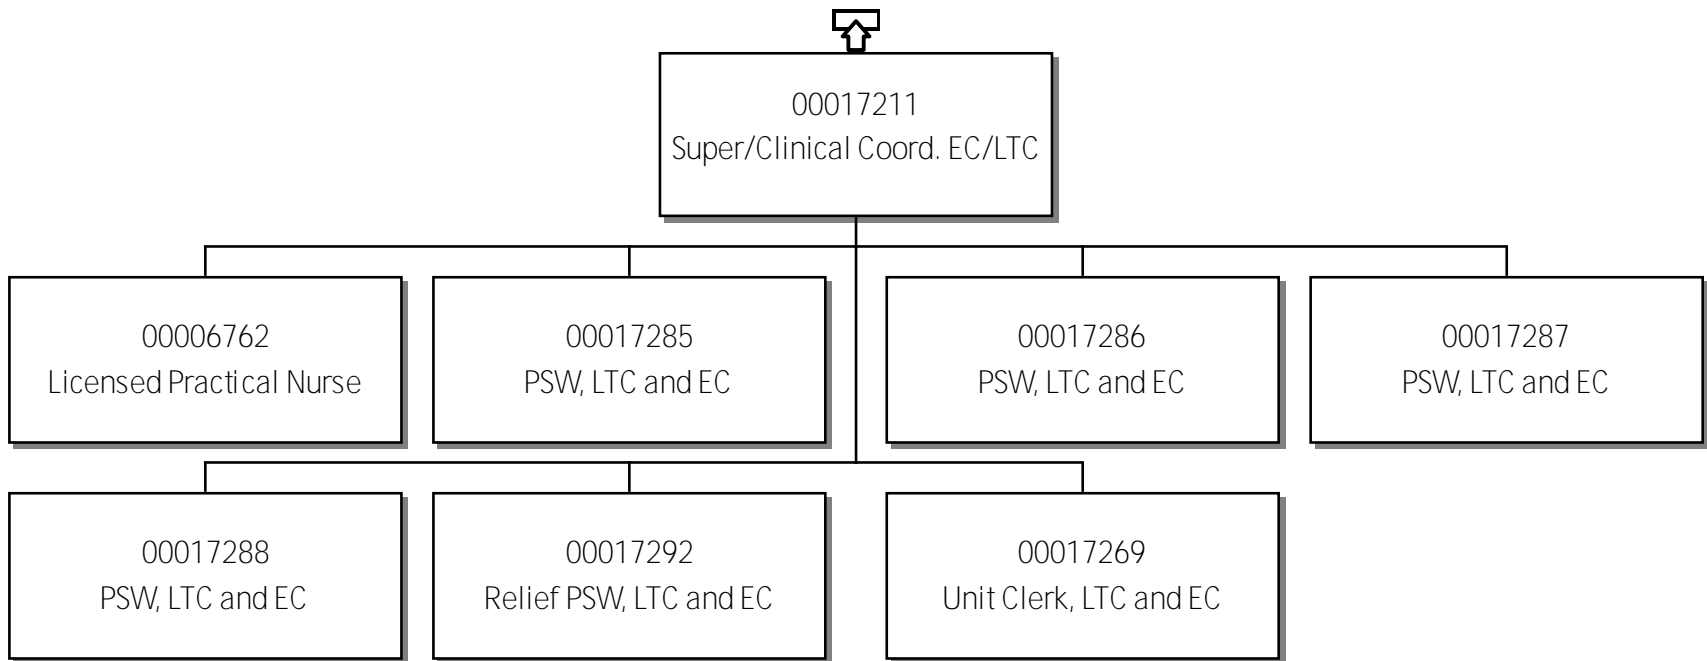 00017211
Super/Clinical Coord. EC/LTC
00006762
Licensed Practical Nurse
00017285
PSW, LTC and EC
00017286
PSW, LTC and EC
00017287
PSW, LTC and EC
00017288
PSW, LTC and EC
00017292
Relief PSW, LTC and EC
00017269
Unit Clerk, LTC and EC